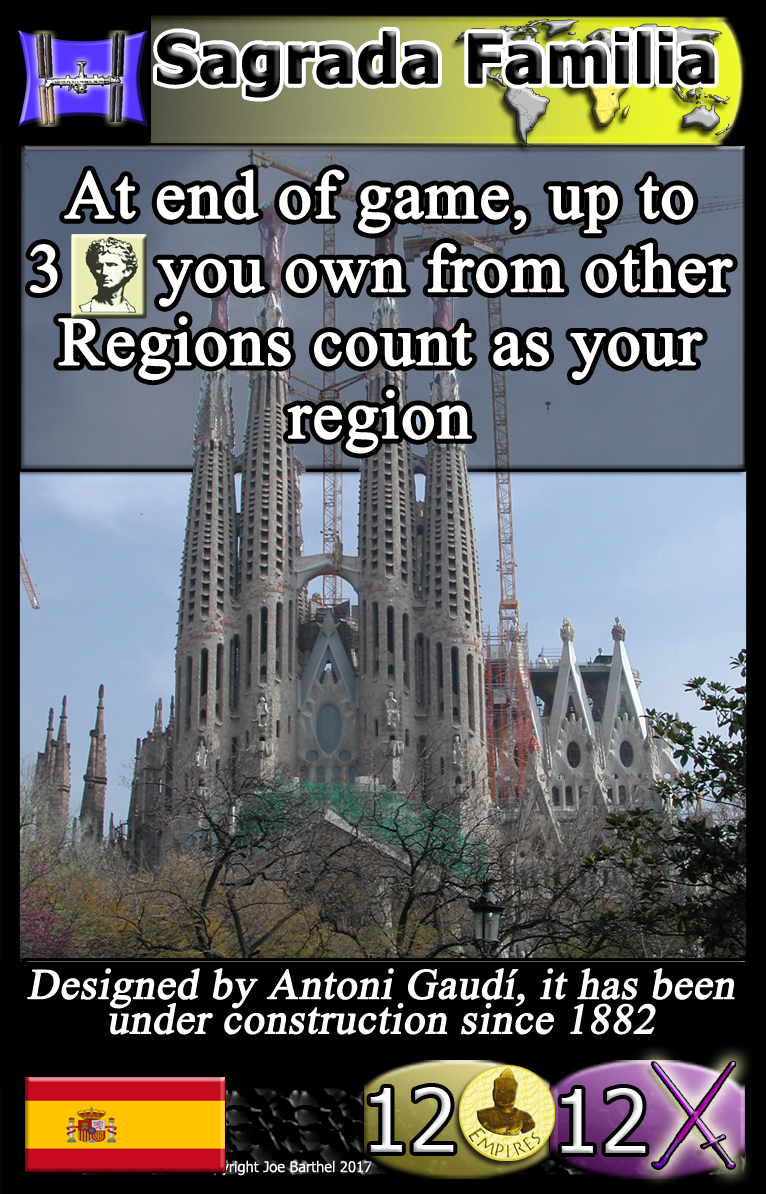 Sagrada Familia
At end of game, up to
3 you own from other
Regions count as your
region
Designed by Antoni Gaudí, it has been
under construction since 1882
12 EMPIRES 12
right Joe Barthel 2017